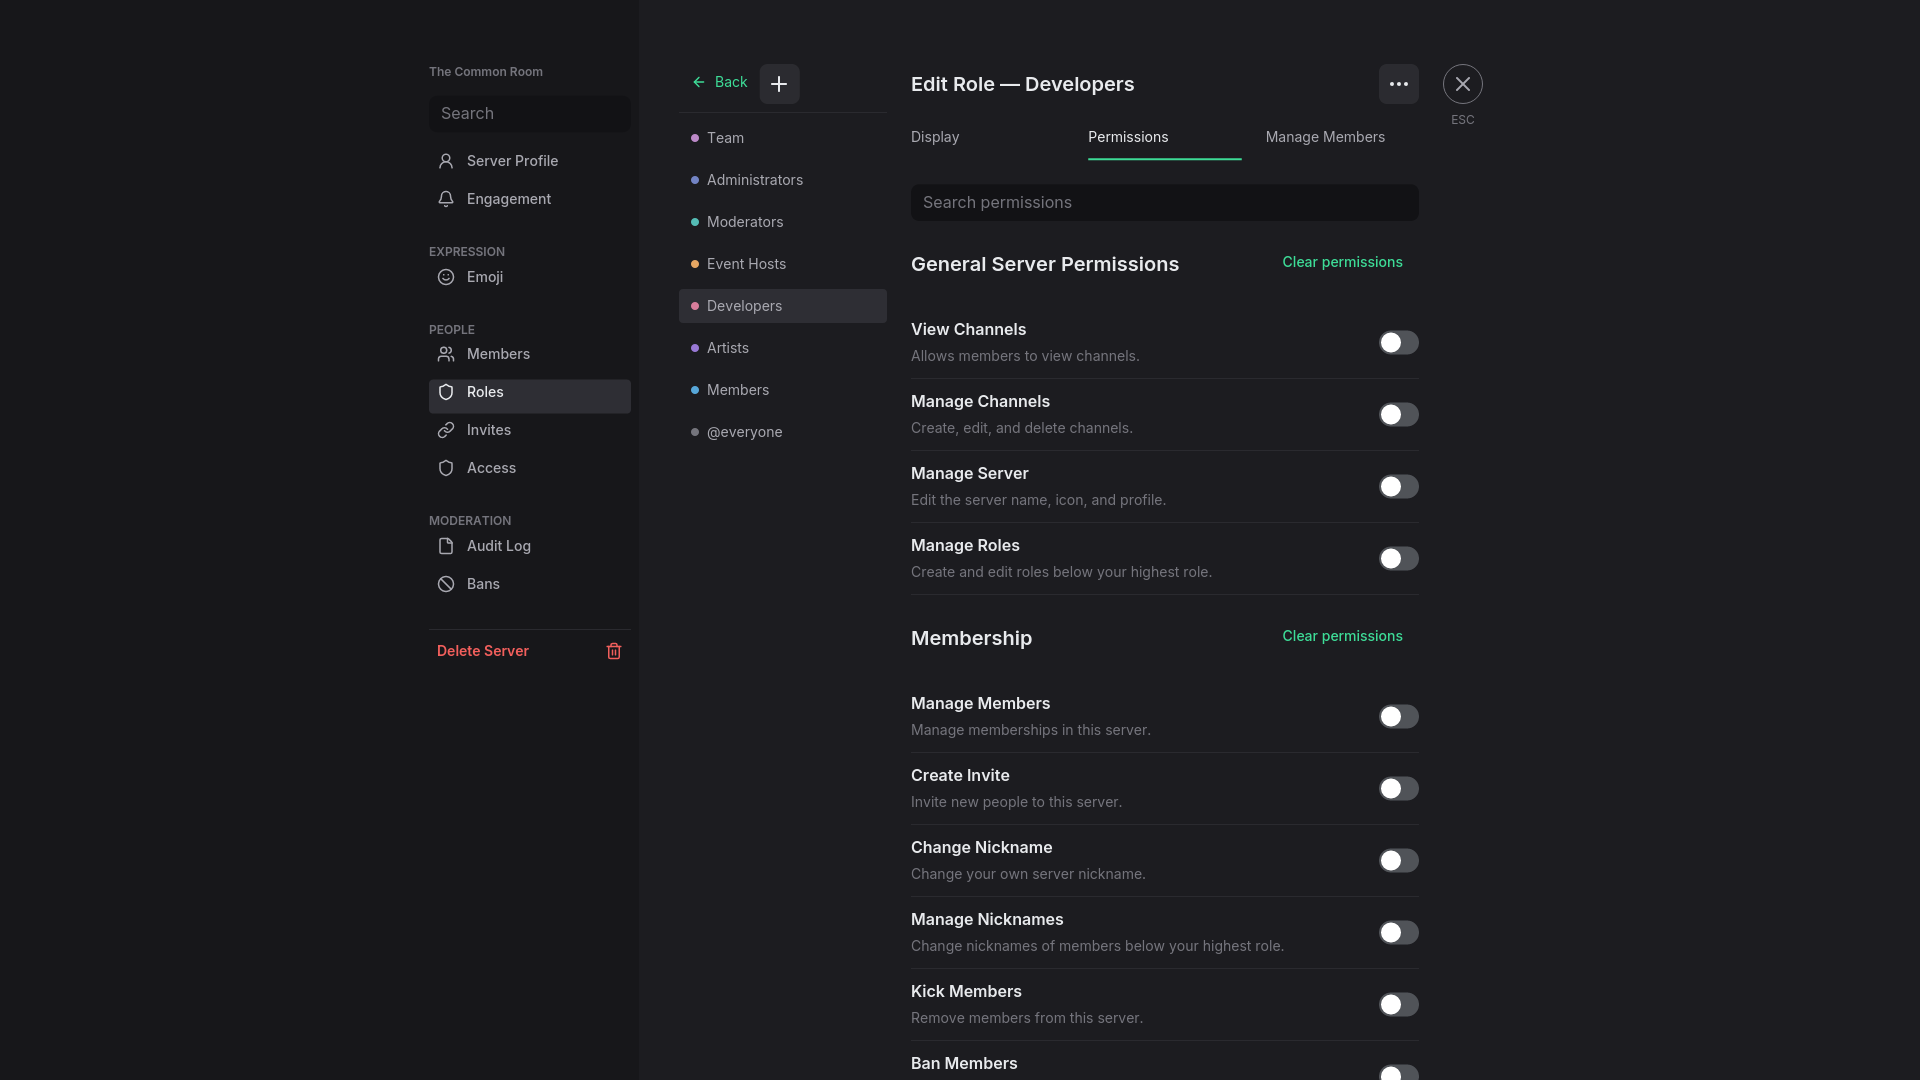 The Common Room
Search
Server Profile
Engagement
EXPRESSION
Emoji
PEOPLE
Members
Roles
Invites
Access
MODERATION
Audit Log
Bans
Delete Server
Back
Team
Administrators
Moderators
Event Hosts
Developers
Artists
Members
@everyone
Edit Role — Developers
ESC
Display
Permissions
Manage Members
Search permissions
General Server Permissions
Clear permissions
View Channels
Allows members to view channels.
Manage Channels
Create, edit, and delete channels.
Manage Server
Edit the server name, icon, and profile.
Manage Roles
Create and edit roles below your highest role.
Membership
Clear permissions
Manage Members
Manage memberships in this server.
Create Invite
Invite new people to this server.
Change Nickname
Change your own server nickname.
Manage Nicknames
Change nicknames of members below your highest role.
Kick Members
Remove members from this server.
Ban Members